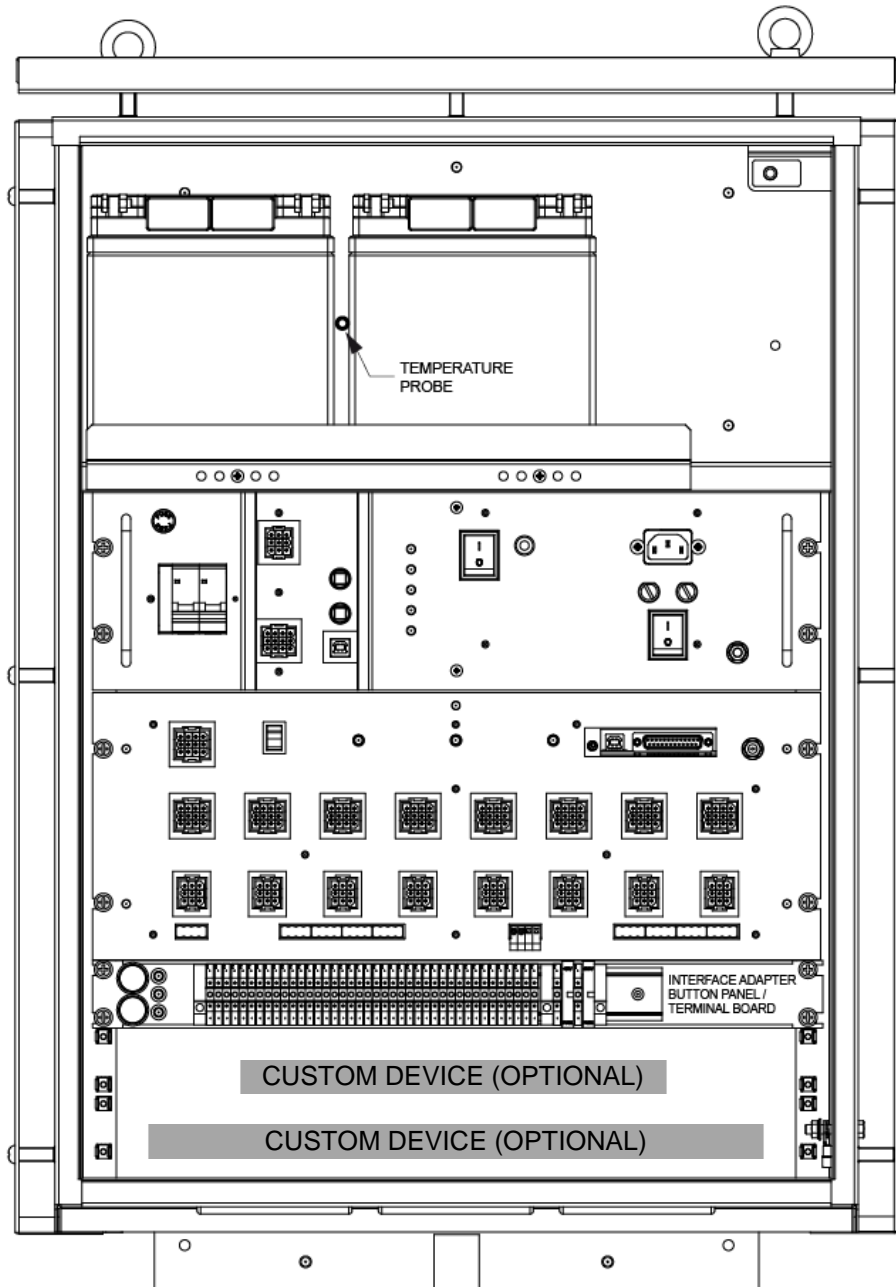 TEMPERATURE
PROBE
INTERFACE ADAPTER
BUTTON PANEL /
TERMINAL BOARD
CUSTOM DEVICE (OPTIONAL)
CUSTOM DEVICE (OPTIONAL)